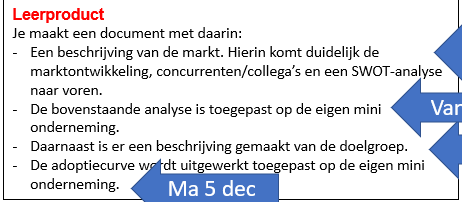 Leerproduct
Je maakt een document met daarin:
- Een beschrijving van de markt. Hierin komt duidelijk de
marktontwikkeling, concurrenten/collega's en een SWOT-analyse
naar voren.
- De bovenstaande analyse is toegepast op de eigen mini
onderneming.
- Daarnaast is er een beschrijving gemaakt van de doelgroep.
- De adoptiecurve wordt uitgewerkt toegepast op de eigen mini
onderneming.
Van
Ma 5 dec